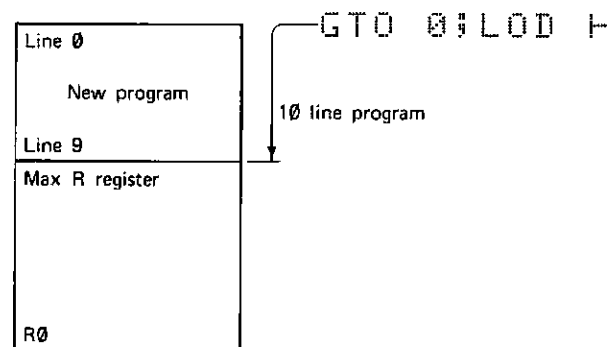 GTO 0;LOD ⊢
Line 0
New program
10 line program
Line 9
Max R register
R0